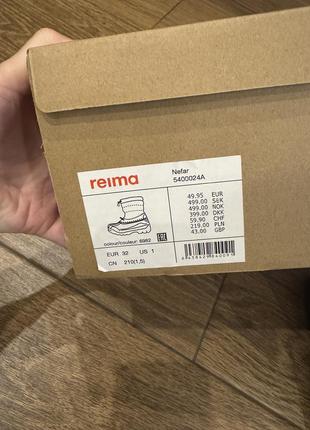 reima
Nefar
5400024A
49.95 EUR
499.00 SEK
499.00 NOK
399.00 DKK
59.90 CHF
219.00 PLN
43.00 GBP
colour/couleur: 6982
EUR 32 US 1
CN 210(1,5)